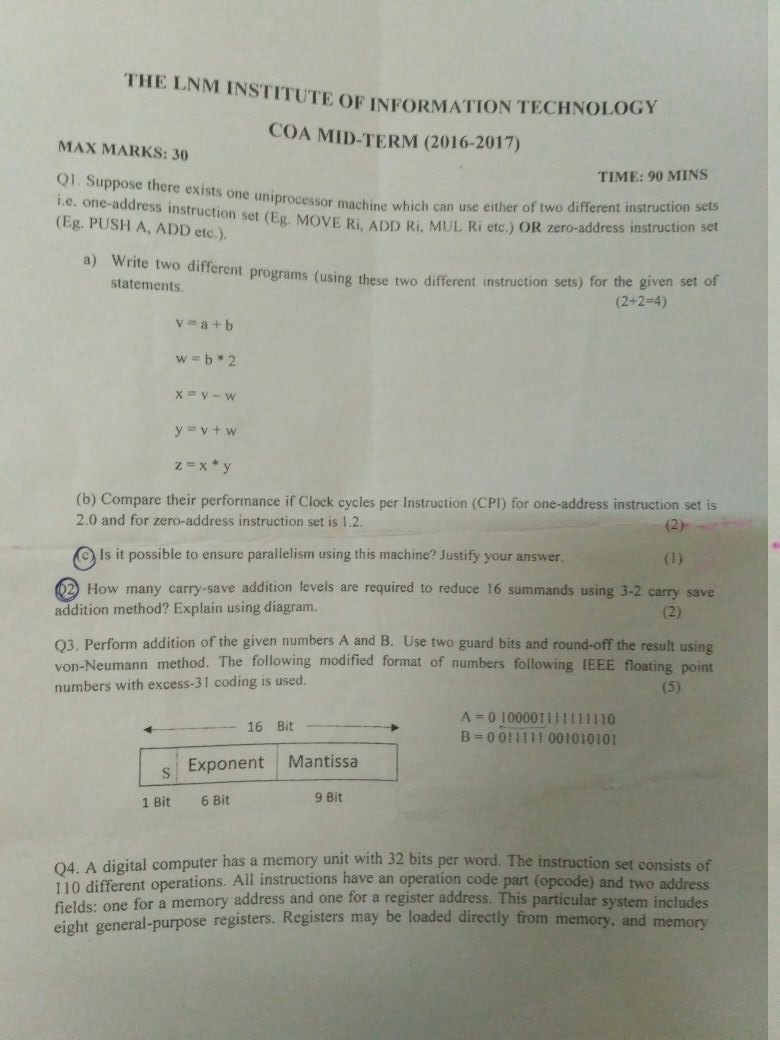 THE LNM INSTITUTE OF INFORMATION TECHNOLOGY
COA MID-TERM (2016-2017)
MAX MARKS: 30
TIME: 90 MINS
Q1. Suppose there exists one uniprocessor machine which can use either of two different instruction sets
i.e. one-address instruction set (Eg. MOVE Ri, ADD Ri, MUL Ri etc.) OR zero-address instruction set
(Eg. PUSH A, ADD etc.).
a) Write two different programs (using these two different instruction sets) for the given set of
statements.
(2+2=4)
v = a + b
w = b * 2
x = v – w
y = v + w
z = x * y
(b) Compare their performance if Clock cycles per Instruction (CPI) for one-address instruction set is
2.0 and for zero-address instruction set is 1.2.
(2)
(c) Is it possible to ensure parallelism using this machine? Justify your answer.
(1)
Q2 How many carry-save addition levels are required to reduce 16 summands using 3-2 carry save
addition method? Explain using diagram.
(2)
Q3. Perform addition of the given numbers A and B. Use two guard bits and round-off the result using
von-Neumann method. The following modified format of numbers following IEEE floating point
numbers with excess-31 coding is used.
(5)
16 Bit
A = 0 100001111111110
B = 0 011111 001010101
S Exponent Mantissa
1 Bit 6 Bit 9 Bit
Q4. A digital computer has a memory unit with 32 bits per word. The instruction set consists of
110 different operations. All instructions have an operation code part (opcode) and two address
fields: one for a memory address and one for a register address. This particular system includes
eight general-purpose registers. Registers may be loaded directly from memory, and memory